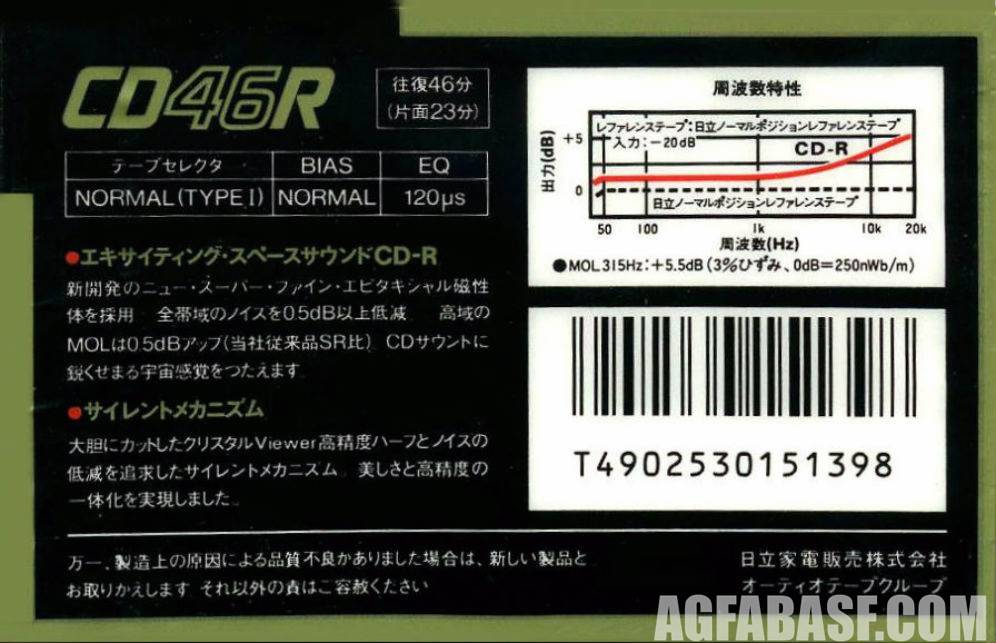 CD46R
往復46分
(片面23分)
テープセレクタ BIAS EQ
NORMAL(TYPE I) NORMAL 120μs
●エキサイティング・スペースサウンドCD-R
新開発のニュー・スーパー・ファイン・エピタキシャル磁性
体を採用 全帯域のノイズを0.5dB以上低減 高域の
MOLは0.5dBアップ(当社従来品SR比) CDサウンドに
鋭くせまる宇宙感覚をつたえます
●サイレントメカニズム
大胆にカットしたクリスタルViewer高精度ハーフとノイズの
低減を追求したサイレントメカニズム 美しさと高精度の
一体化を実現しました
周波数特性
出力(dB)
+5
0
レファレンステープ:日立ノーマルポジションレファレンステープ
入力:-20dB
CD-R
日立ノーマルポジションレファレンステープ
50 100 1k 10k 20k
周波数(Hz)
●MOL315Hz:+5.5dB(3%ひずみ、0dB=250nWb/m)
T4902530151398
万一、製造上の原因による品質不良がありました場合は、新しい製品と
お取りかえします それ以外の責はご容赦ください
日立家電販売株式会社
オーディオテープグループ
AGFABASF.COM